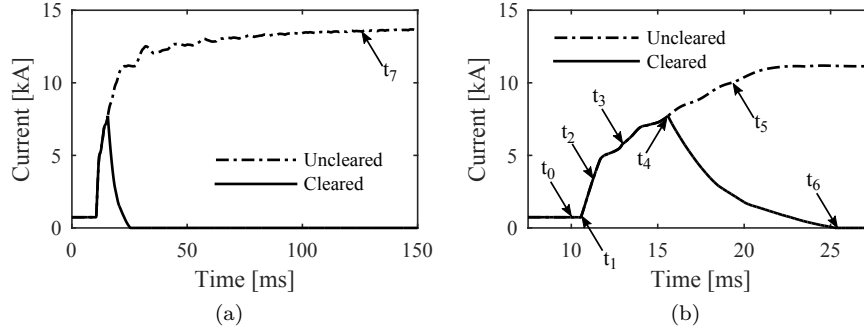 15
10
5
0
Current [kA]
t₇
Uncleared
Cleared
0
50
100
150
Time [ms]
(a)
15
10
5
0
Current [kA]
Uncleared
Cleared
t₀
t₁
t₂
t₃
t₄
t₅
t₆
10
15
20
25
Time [ms]
(b)